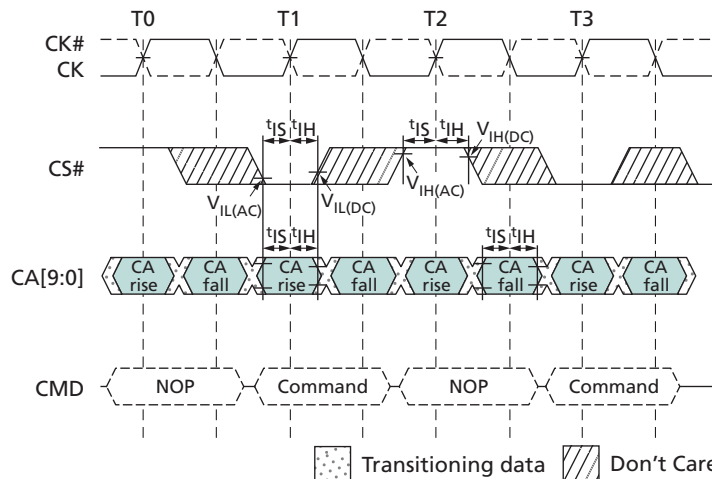 T0 T1 T2 T3
CK#
CK
tIS tIH tIS tIH VIH(DC)
CS#
VIL(AC) VIL(DC) VIH(AC)
tIS tIH tIS tIH
CA[9:0] CA rise CA fall CA rise CA fall CA rise CA fall CA rise CA fall
CMD NOP Command NOP Command
Transitioning data Don't Care